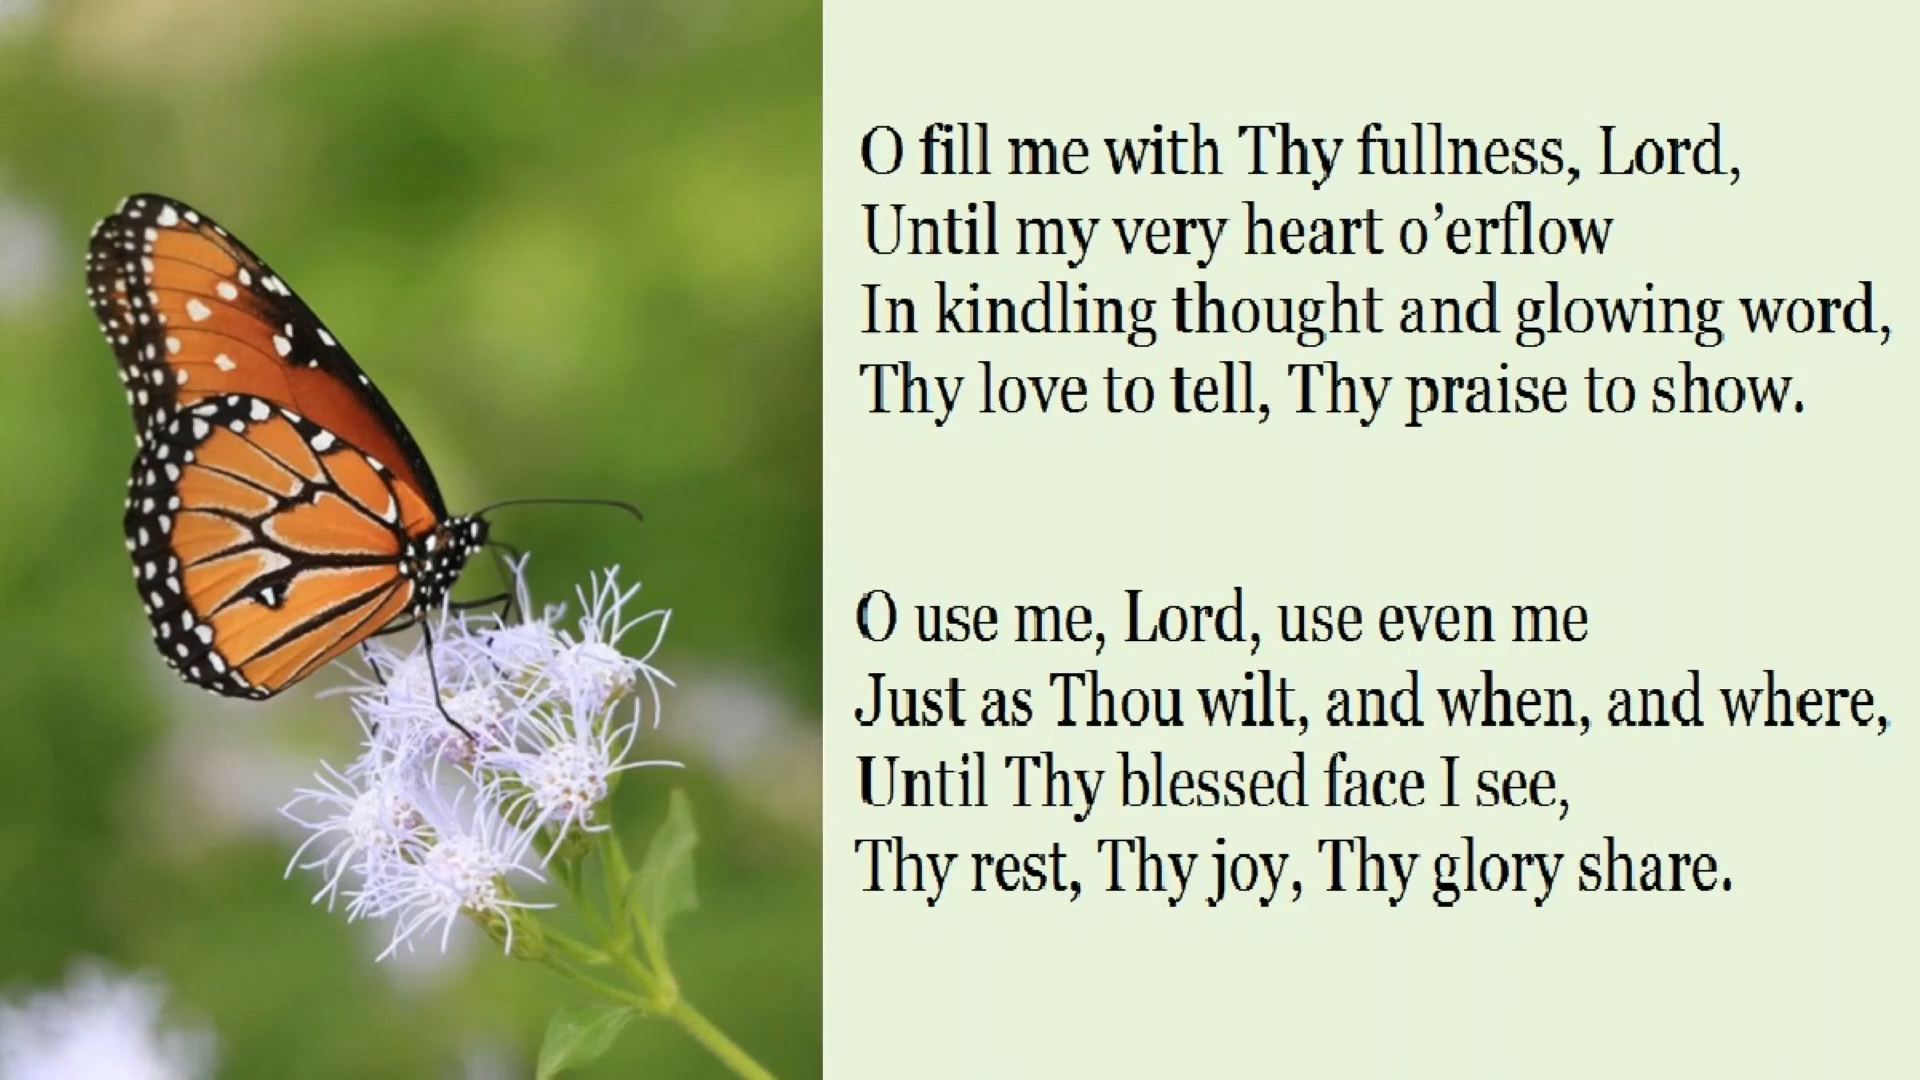 O fill me with Thy fullness, Lord,
Until my very heart o’erflow
In kindling thought and glowing word,
Thy love to tell, Thy praise to show.
O use me, Lord, use even me
Just as Thou wilt, and when, and where,
Until Thy blessed face I see,
Thy rest, Thy joy, Thy glory share.